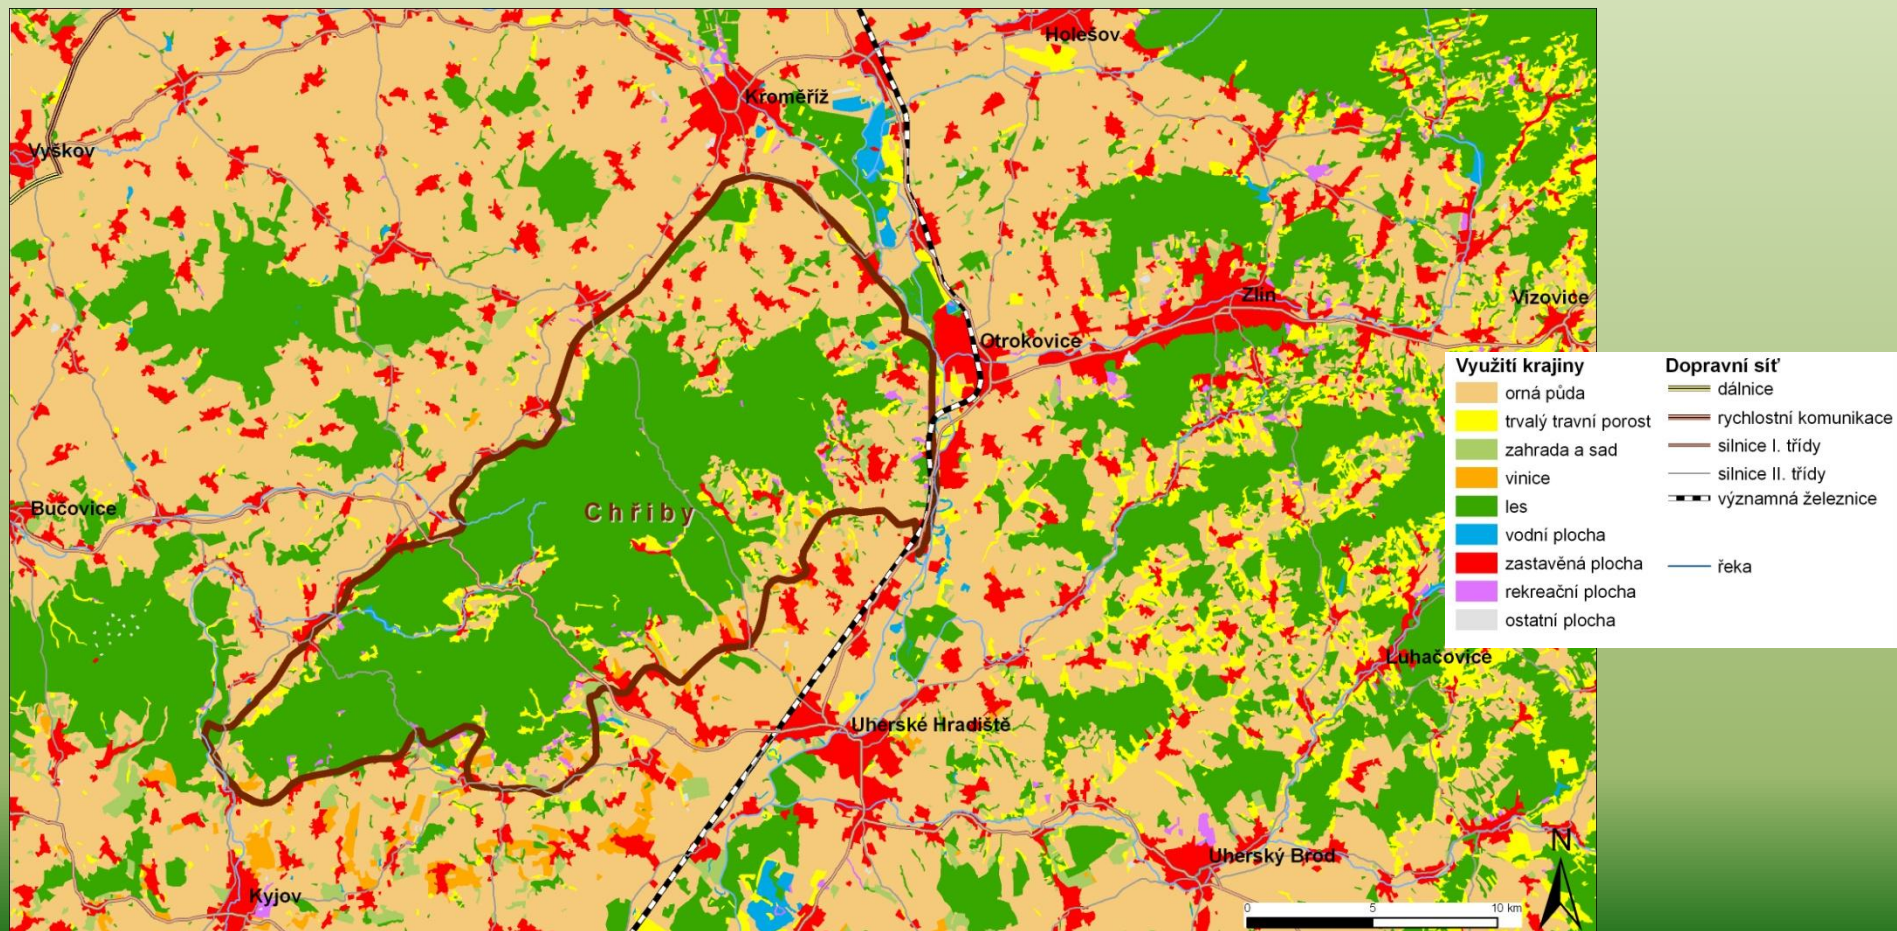 Holešov
Kroměříž
Vyškov
Zlín
Vizovice
Otrokovice
Bučovice
Chřiby
Luhačovice
Uherské Hradiště
Uherský Brod
Kyjov
N
0 5 10 km
Využití krajiny
orná půda
trvalý travní porost
zahrada a sad
vinice
les
vodní plocha
zastavěná plocha
rekreační plocha
ostatní plocha
Dopravní síť
dálnice
rychlostní komunikace
silnice I. třídy
silnice II. třídy
významná železnice
řeka